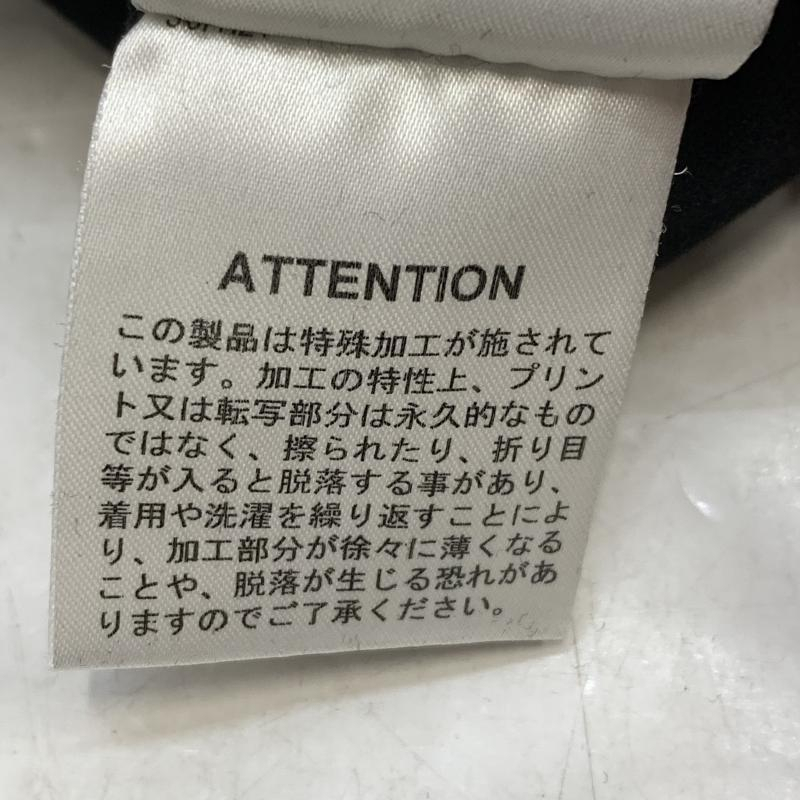 ATTENTION
この製品は特殊加工が施されて
います。加工の特性上、プリン
ト又は転写部分は永久的なもの
ではなく、擦られたり、折り目
等が入ると脱落する事があり、
着用や洗濯を繰り返すことによ
り、加工部分が徐々に薄くなる
ことや、脱落が生じる恐れがあ
りますのでご了承ください。